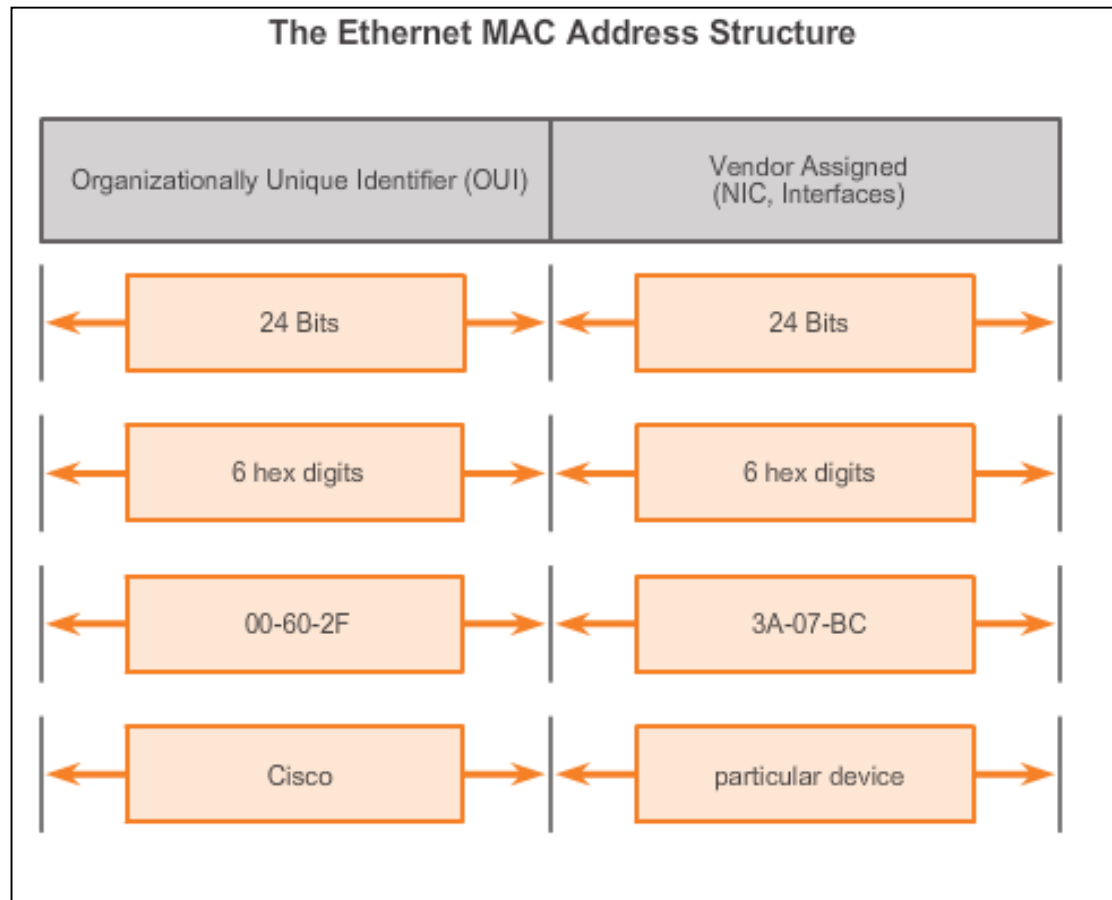 The Ethernet MAC Address Structure
Organizationally Unique Identifier (OUI)
Vendor Assigned
(NIC, Interfaces)
24 Bits
24 Bits
6 hex digits
6 hex digits
00-60-2F
3A-07-BC
Cisco
particular device